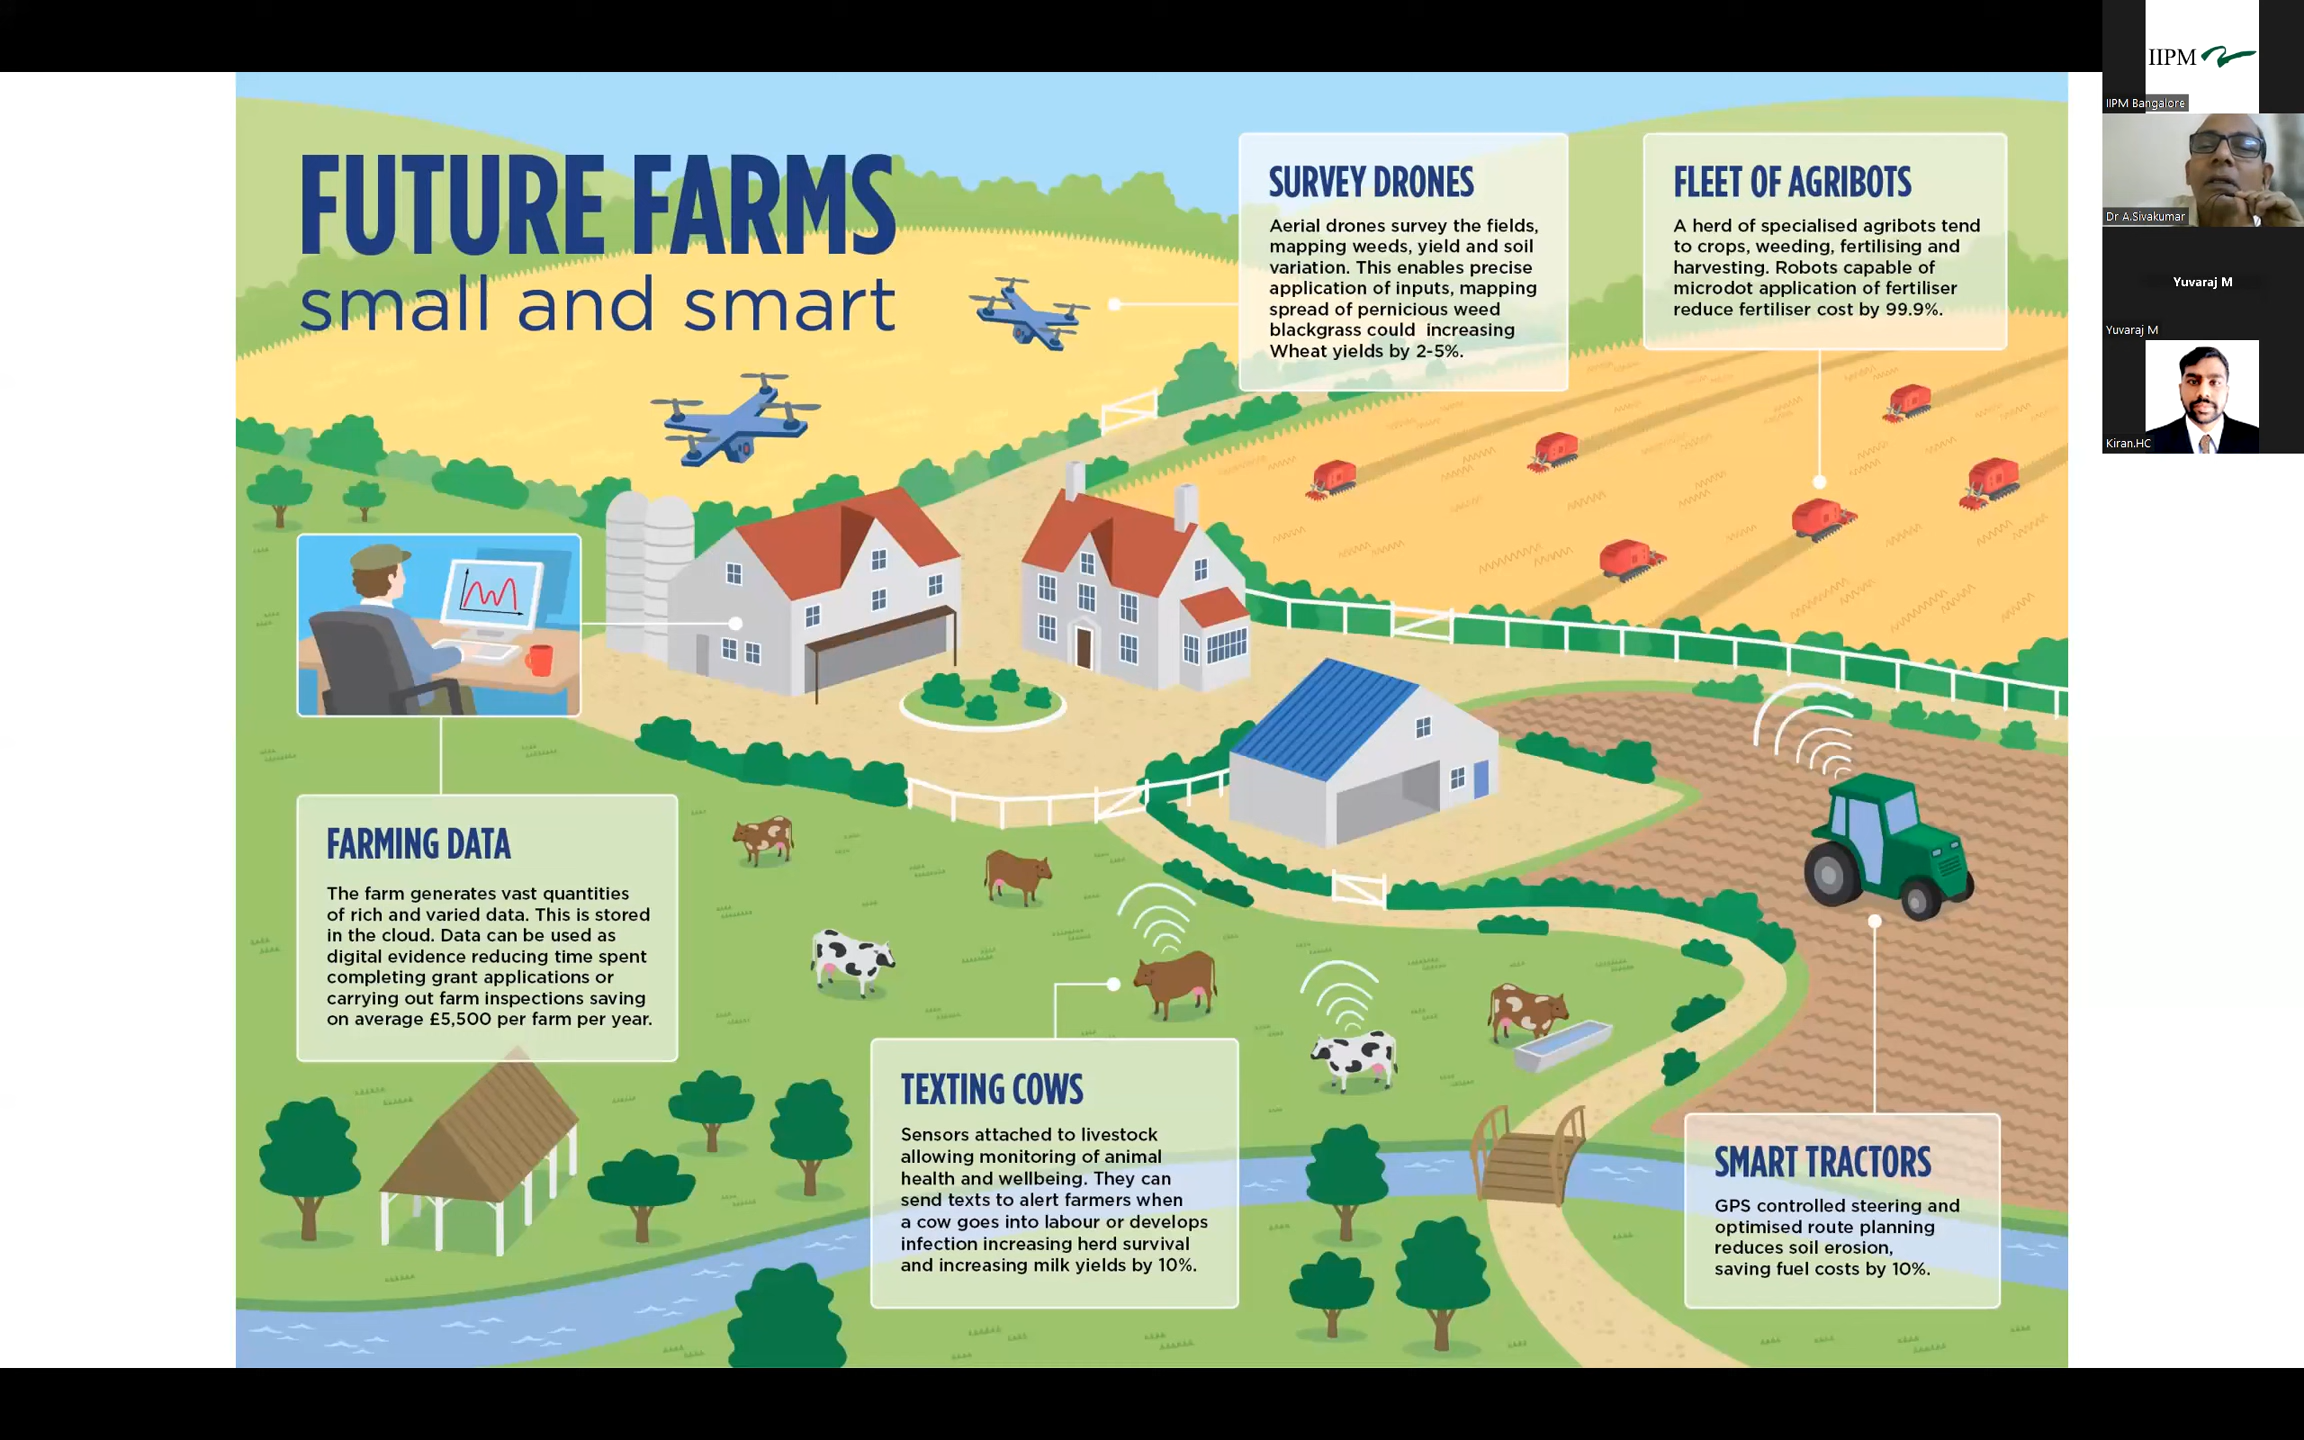 FUTURE FARMS
small and smart
SURVEY DRONES
Aerial drones survey the fields,
mapping weeds, yield and soil
variation. This enables precise
application of inputs, mapping
spread of pernicious weed
blackgrass could  increasing
Wheat yields by 2-5%.
FLEET OF AGRIBOTS
A herd of specialised agribots tend
to crops, weeding, fertilising and
harvesting. Robots capable of
microdot application of fertiliser
reduce fertiliser cost by 99.9%.
FARMING DATA
The farm generates vast quantities
of rich and varied data. This is stored
in the cloud. Data can be used as
digital evidence reducing time spent
completing grant applications or
carrying out farm inspections saving
on average £5,500 per farm per year.
TEXTING COWS
Sensors attached to livestock
allowing monitoring of animal
health and wellbeing. They can
send texts to alert farmers when
a cow goes into labour or develops
infection increasing herd survival
and increasing milk yields by 10%.
SMART TRACTORS
GPS controlled steering and
optimised route planning
reduces soil erosion,
saving fuel costs by 10%.
IIPM
IIPM Bangalore
Dr A.Sivakumar
Yuvaraj M
Yuvaraj M
Kiran.HC